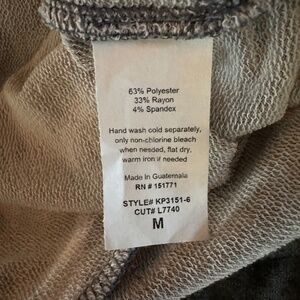 63% Polyester
33% Rayon
4% Spandex
Hand wash cold separately,
only non-chlorine bleach
when needed, flat dry,
warm iron if needed
Made In Guatemala
RN # 151771
STYLE# KP3151-6
CUT# L7740
M